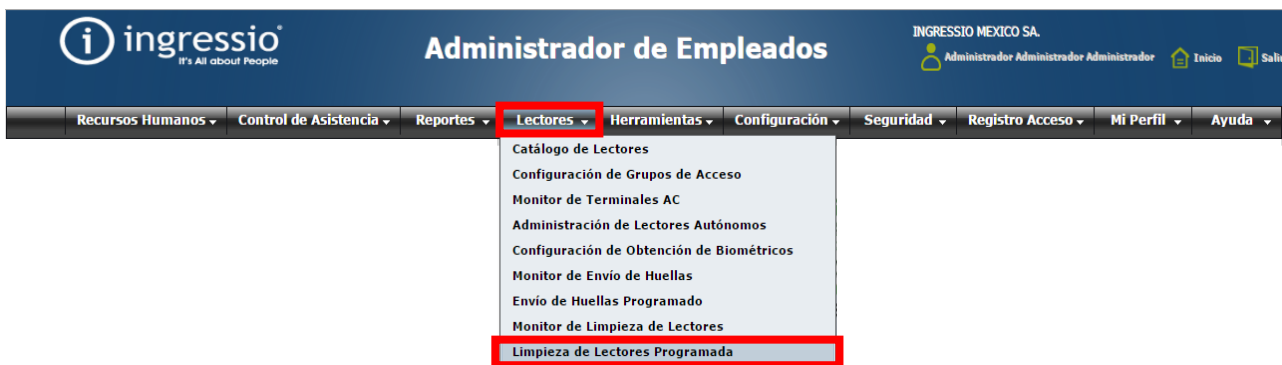 i ingressio
It's All about People
Administrador de Empleados
INGRESSIO MEXICO SA.
Administrador Administrador Administrador Inicio Salir
Recursos Humanos Control de Asistencia Reportes Lectores Herramientas Configuración Seguridad Registro Acceso Mi Perfil Ayuda
Catálogo de Lectores
Configuración de Grupos de Acceso
Monitor de Terminales AC
Administración de Lectores Autónomos
Configuración de Obtención de Biométricos
Monitor de Envío de Huellas
Envío de Huellas Programado
Monitor de Limpieza de Lectores
Limpieza de Lectores Programada